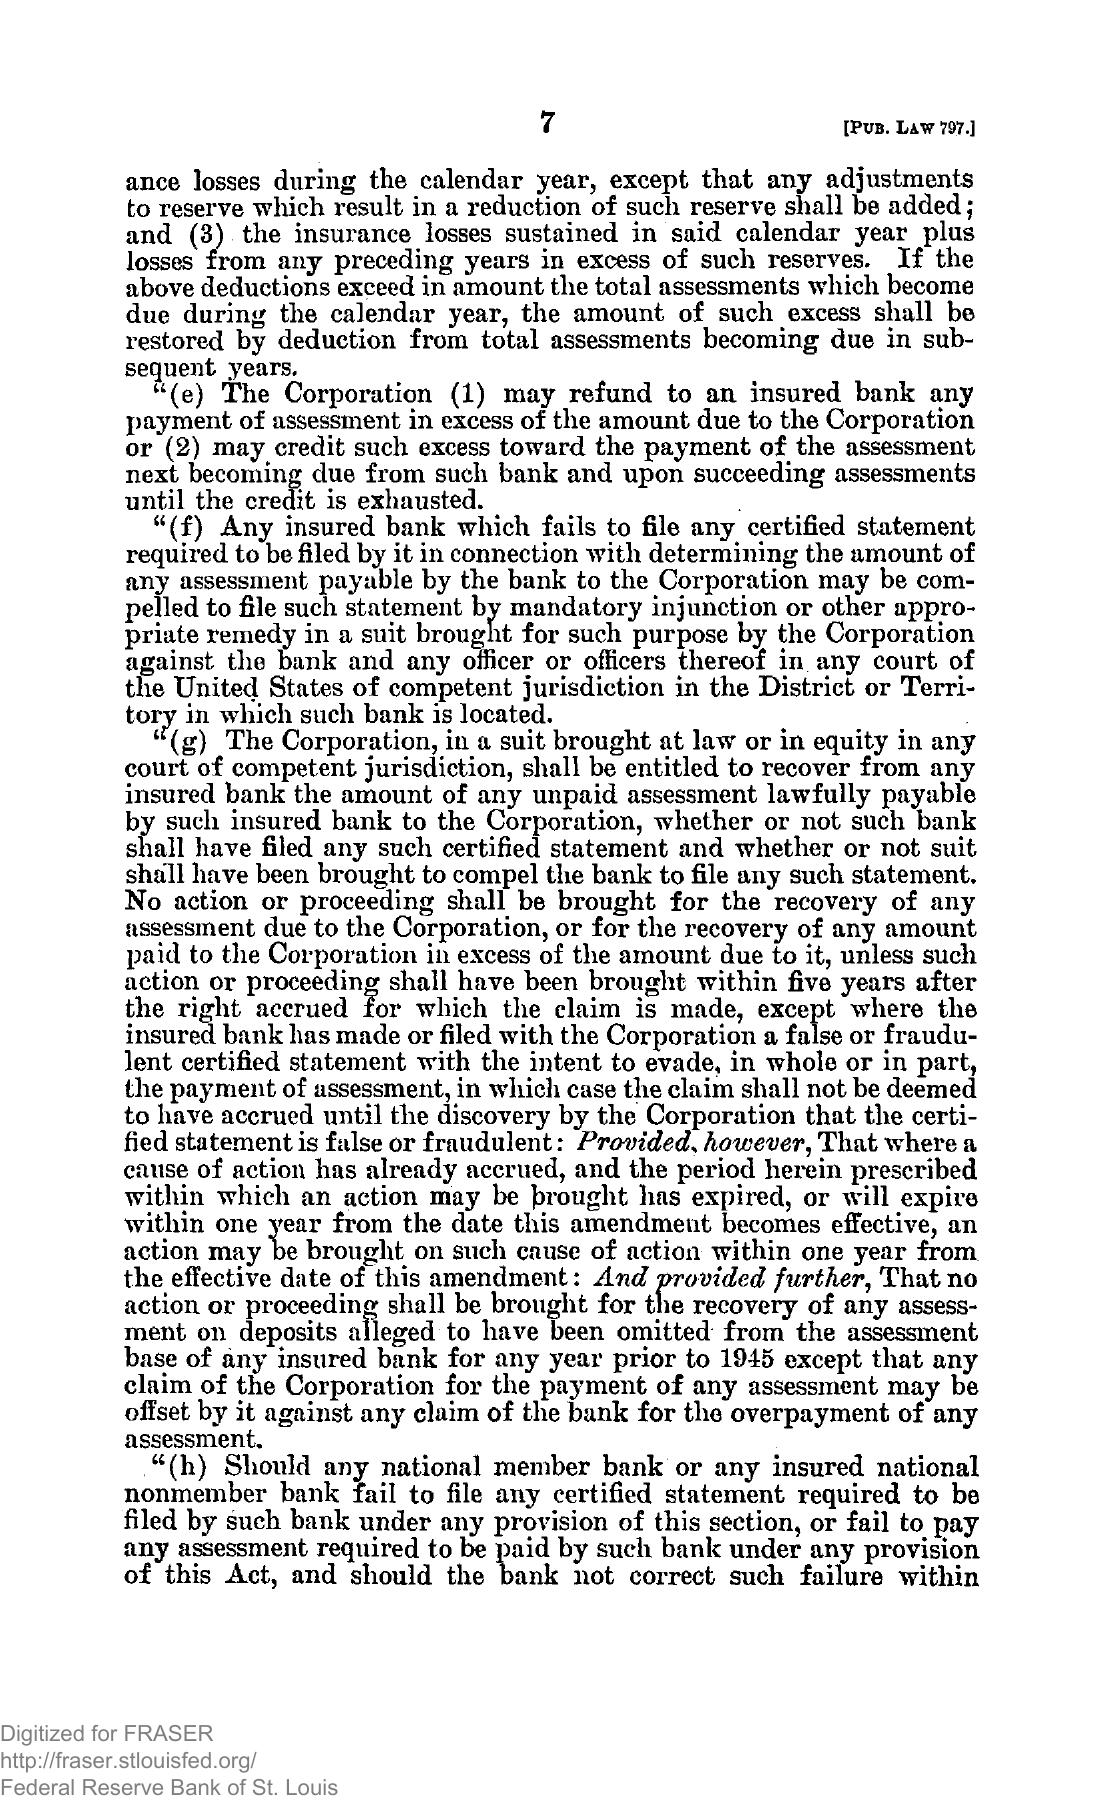 7 [PUB. LAW 797.]
ance losses during the calendar year, except that any adjustments
to reserve which result in a reduction of such reserve shall be added;
and (3) the insurance losses sustained in said calendar year plus
losses from any preceding years in excess of such reserves. If the
above deductions exceed in amount the total assessments which become
due during the calendar year, the amount of such excess shall be
restored by deduction from total assessments becoming due in sub-
sequent years.
"(e) The Corporation (1) may refund to an insured bank any
payment of assessment in excess of the amount due to the Corporation
or (2) may credit such excess toward the payment of the assessment
next becoming due from such bank and upon succeeding assessments
until the credit is exhausted.
"(f) Any insured bank which fails to file any certified statement
required to be filed by it in connection with determining the amount of
any assessment payable by the bank to the Corporation may be com-
pelled to file such statement by mandatory injunction or other appro-
priate remedy in a suit brought for such purpose by the Corporation
against the bank and any officer or officers thereof in any court of
the United States of competent jurisdiction in the District or Terri-
tory in which such bank is located.
"(g) The Corporation, in a suit brought at law or in equity in any
court of competent jurisdiction, shall be entitled to recover from any
insured bank the amount of any unpaid assessment lawfully payable
by such insured bank to the Corporation, whether or not such bank
shall have filed any such certified statement and whether or not suit
shall have been brought to compel the bank to file any such statement.
No action or proceeding shall be brought for the recovery of any
assessment due to the Corporation, or for the recovery of any amount
paid to the Corporation in excess of the amount due to it, unless such
action or proceeding shall have been brought within five years after
the right accrued for which the claim is made, except where the
insured bank has made or filed with the Corporation a false or fraudu-
lent certified statement with the intent to evade, in whole or in part,
the payment of assessment, in which case the claim shall not be deemed
to have accrued until the discovery by the Corporation that the certi-
fied statement is false or fraudulent: Provided, however, That where a
cause of action has already accrued, and the period herein prescribed
within which an action may be brought has expired, or will expire
within one year from the date this amendment becomes effective, an
action may be brought on such cause of action within one year from
the effective date of this amendment: And provided further, That no
action or proceeding shall be brought for the recovery of any assess-
ment on deposits alleged to have been omitted from the assessment
base of any insured bank for any year prior to 1945 except that any
claim of the Corporation for the payment of any assessment may be
offset by it against any claim of the bank for the overpayment of any
assessment.
"(h) Should any national member bank or any insured national
nonmember bank fail to file any certified statement required to be
filed by such bank under any provision of this section, or fail to pay
any assessment required to be paid by such bank under any provision
of this Act, and should the bank not correct such failure within
Digitized for FRASER
http://fraser.stlouisfed.org/
Federal Reserve Bank of St. Louis